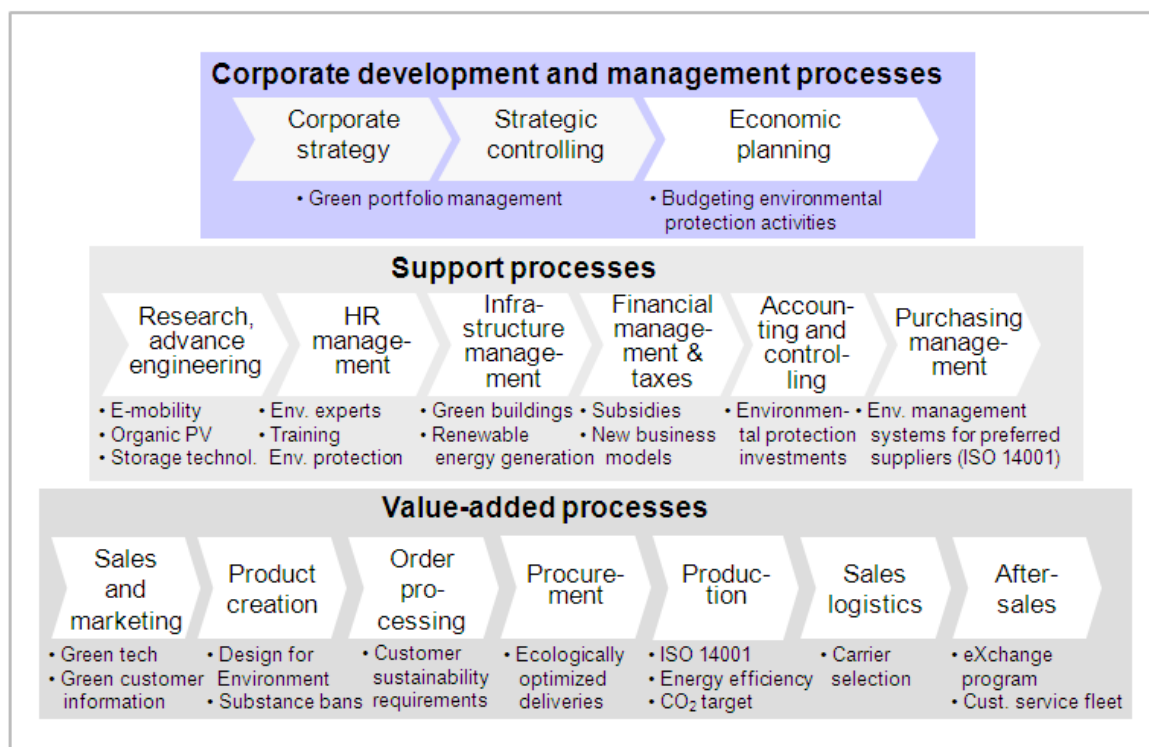 Corporate development and management processes
Corporate
strategy
Strategic
controlling
Economic
planning
• Green portfolio management
• Budgeting environmental
protection activities
Support processes
Research,
advance
engineering
HR
manage-
ment
Infra-
structure
manage-
ment
Financial
manage-
ment &
taxes
Accoun-
ting and
control-
ling
Purchasing
manage-
ment
• E-mobility
• Organic PV
• Storage technol.
• Env. experts
• Training
Env. protection
• Green buildings
• Renewable
energy generation
• Subsidies
• New business
models
• Environmen-
tal protection
investments
• Env. management
systems for preferred
suppliers (ISO 14001)
Value-added processes
Sales
and
marketing
Product
creation
Order
pro-
cessing
Procure-
ment
Produc-
tion
Sales
logistics
After-
sales
• Green tech
• Green customer
information
• Design for
Environment
• Substance bans
• Customer
sustainability
requirements
• Ecologically
optimized
deliveries
• ISO 14001
• Energy efficiency
• CO₂ target
• Carrier
selection
• eXchange
program
• Cust. service fleet